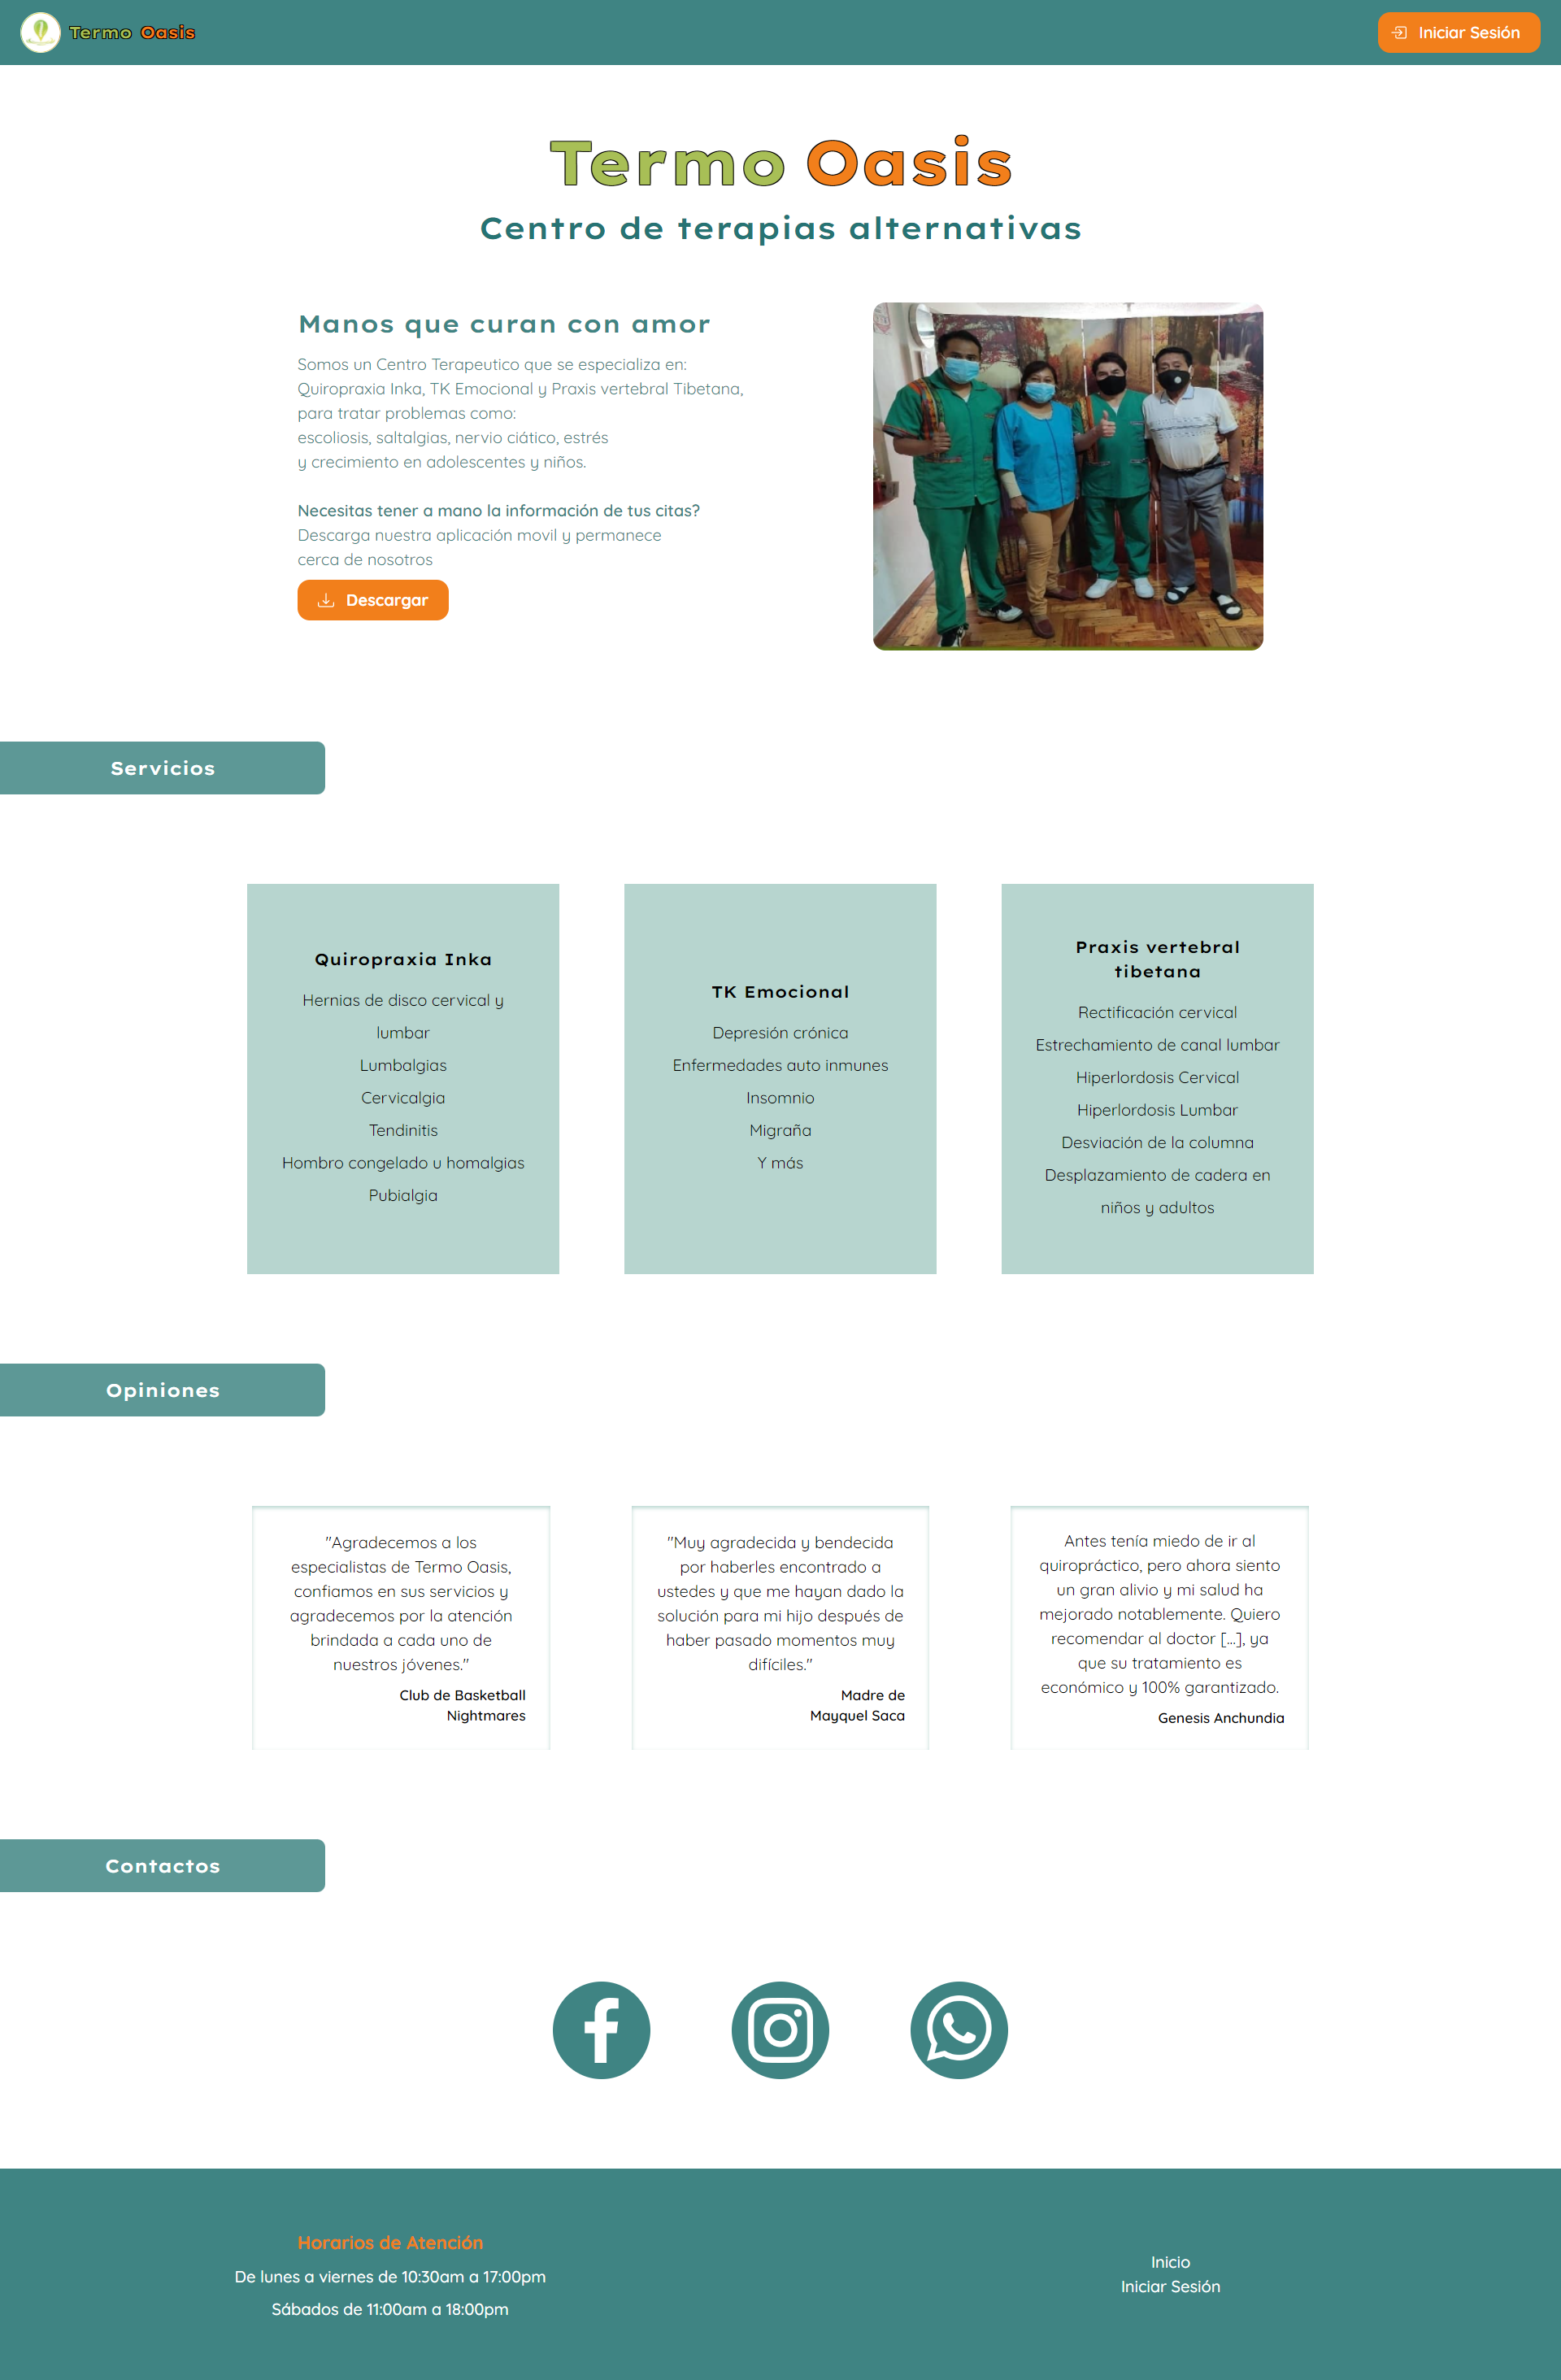 Termo Oasis
Iniciar Sesión
Termo Oasis
Centro de terapias alternativas
Manos que curan con amor
Somos un Centro Terapeutico que se especializa en:
Quiropraxia Inka, TK Emocional y Praxis vertebral Tibetana,
para tratar problemas como:
escoliosis, saltalgias, nervio ciático, estrés
y crecimiento en adolescentes y niños.
Necesitas tener a mano la información de tus citas?
Descarga nuestra aplicación movil y permanece
cerca de nosotros
Descargar
Servicios
Quiropraxia Inka
Hernias de disco cervical y
lumbar
Lumbalgias
Cervicalgia
Tendinitis
Hombro congelado u homalgias
Pubialgia
TK Emocional
Depresión crónica
Enfermedades auto inmunes
Insomnio
Migraña
Y más
Praxis vertebral
tibetana
Rectificación cervical
Estrechamiento de canal lumbar
Hiperlordosis Cervical
Hiperlordosis Lumbar
Desviación de la columna
Desplazamiento de cadera en
niños y adultos
Opiniones
"Agradecemos a los
especialistas de Termo Oasis,
confiamos en sus servicios y
agradecemos por la atención
brindada a cada uno de
nuestros jóvenes."
Club de Basketball
Nightmares
"Muy agradecida y bendecida
por haberles encontrado a
ustedes y que me hayan dado la
solución para mi hijo después de
haber pasado momentos muy
difíciles."
Madre de
Mayquel Saca
Antes tenía miedo de ir al
quiropráctico, pero ahora siento
un gran alivio y mi salud ha
mejorado notablemente. Quiero
recomendar al doctor [...], ya
que su tratamiento es
económico y 100% garantizado.
Genesis Anchundia
Contactos
Horarios de Atención
De lunes a viernes de 10:30am a 17:00pm
Sábados de 11:00am a 18:00pm
Inicio
Iniciar Sesión